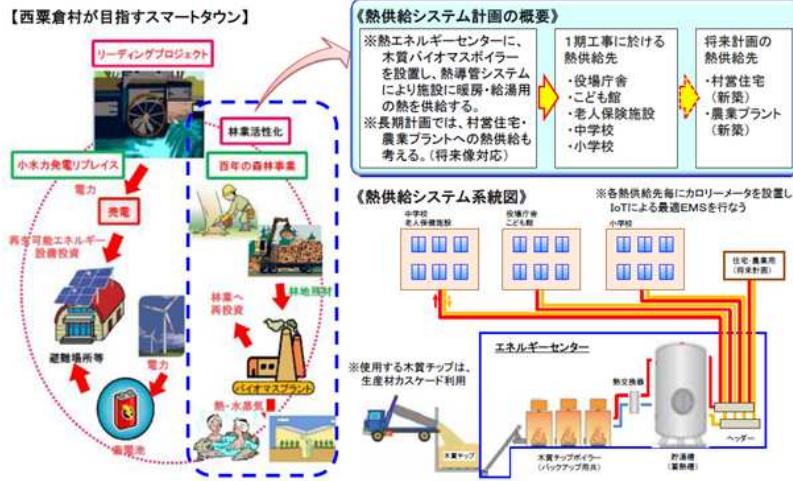 【西粟倉村が目指すスマートタウン】
リーディングプロジェクト
林業活性化
小水力発電リプレイス
百年の森林事業
電力
売電
再生可能エネルギー
設備投資
林地残材
林業へ
再投資
避難場所等
電力
バイオマスプラント
熱・水蒸気
蓄電池
《熱供給システム計画の概要》
※熱エネルギーセンターに、
木質バイオマスボイラー
を設置し、熱導管システム
により施設に暖房・給湯用
の熱を供給する。
※長期計画では、村営住宅・
農業プラントへの熱供給も
考える。(将来像対応)
1期工事に於ける
熱供給先
・役場庁舎
・こども館
・老人保険施設
・中学校
・小学校
将来計画の
熱供給先
・村営住宅
(新築)
・農業プラント
(新築)
《熱供給システム系統図》
※各熱供給先毎にカロリーメータを設置し
IoTによる最適EMSを行なう
中学校
老人保健施設
役場庁舎
こども館
小学校
住宅・農業用
(将来計画)
エネルギーセンター
※使用する木質チップは、
生産材カスケード利用
熱交換器
ヘッダー
木質チップ
木質チップボイラー
(バックアップ用共)
貯湯槽
(蓄熱槽)